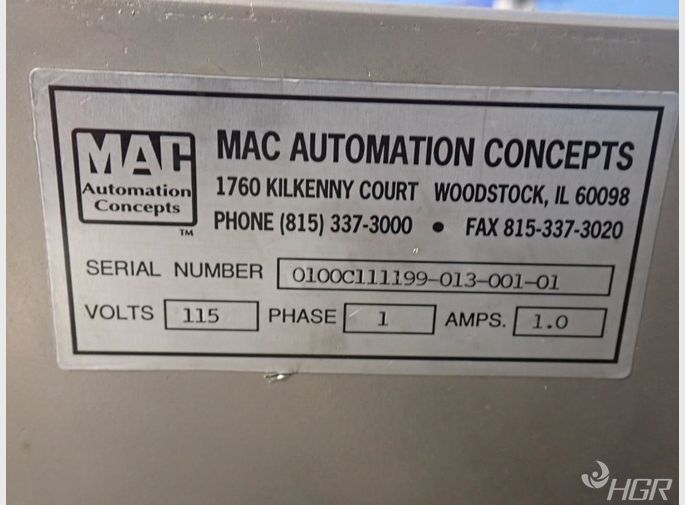 MAC
Automation
Concepts
TM
MAC AUTOMATION CONCEPTS
1760 KILKENNY COURT WOODSTOCK, IL 60098
PHONE (815) 337-3000 • FAX 815-337-3020
SERIAL NUMBER 0100C111199-013-001-01
VOLTS 115 PHASE 1 AMPS. 1.0
HGR